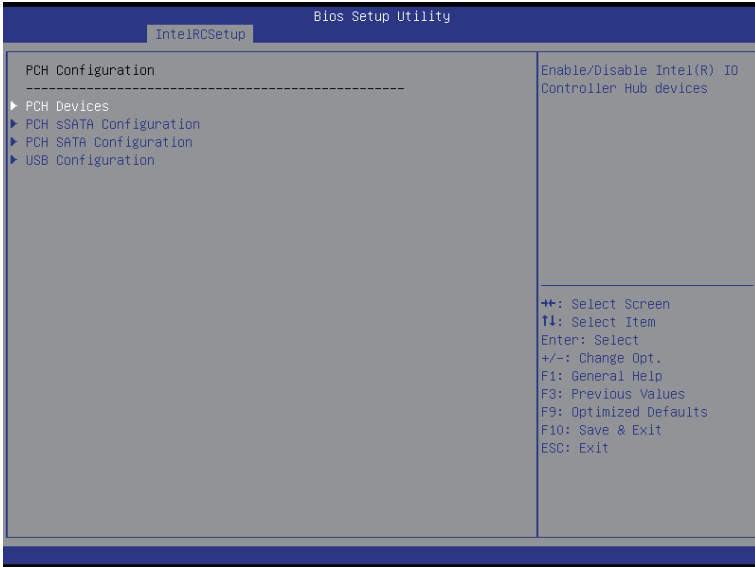 Bios Setup Utility
IntelRCSetup
PCH Configuration
------------------------------------------------
PCH Devices
PCH sSATA Configuration
PCH SATA Configuration
USB Configuration
Enable/Disable Intel(R) IO
Controller Hub devices
→←: Select Screen
↑↓: Select Item
Enter: Select
+/-: Change Opt.
F1: General Help
F3: Previous Values
F9: Optimized Defaults
F10: Save & Exit
ESC: Exit